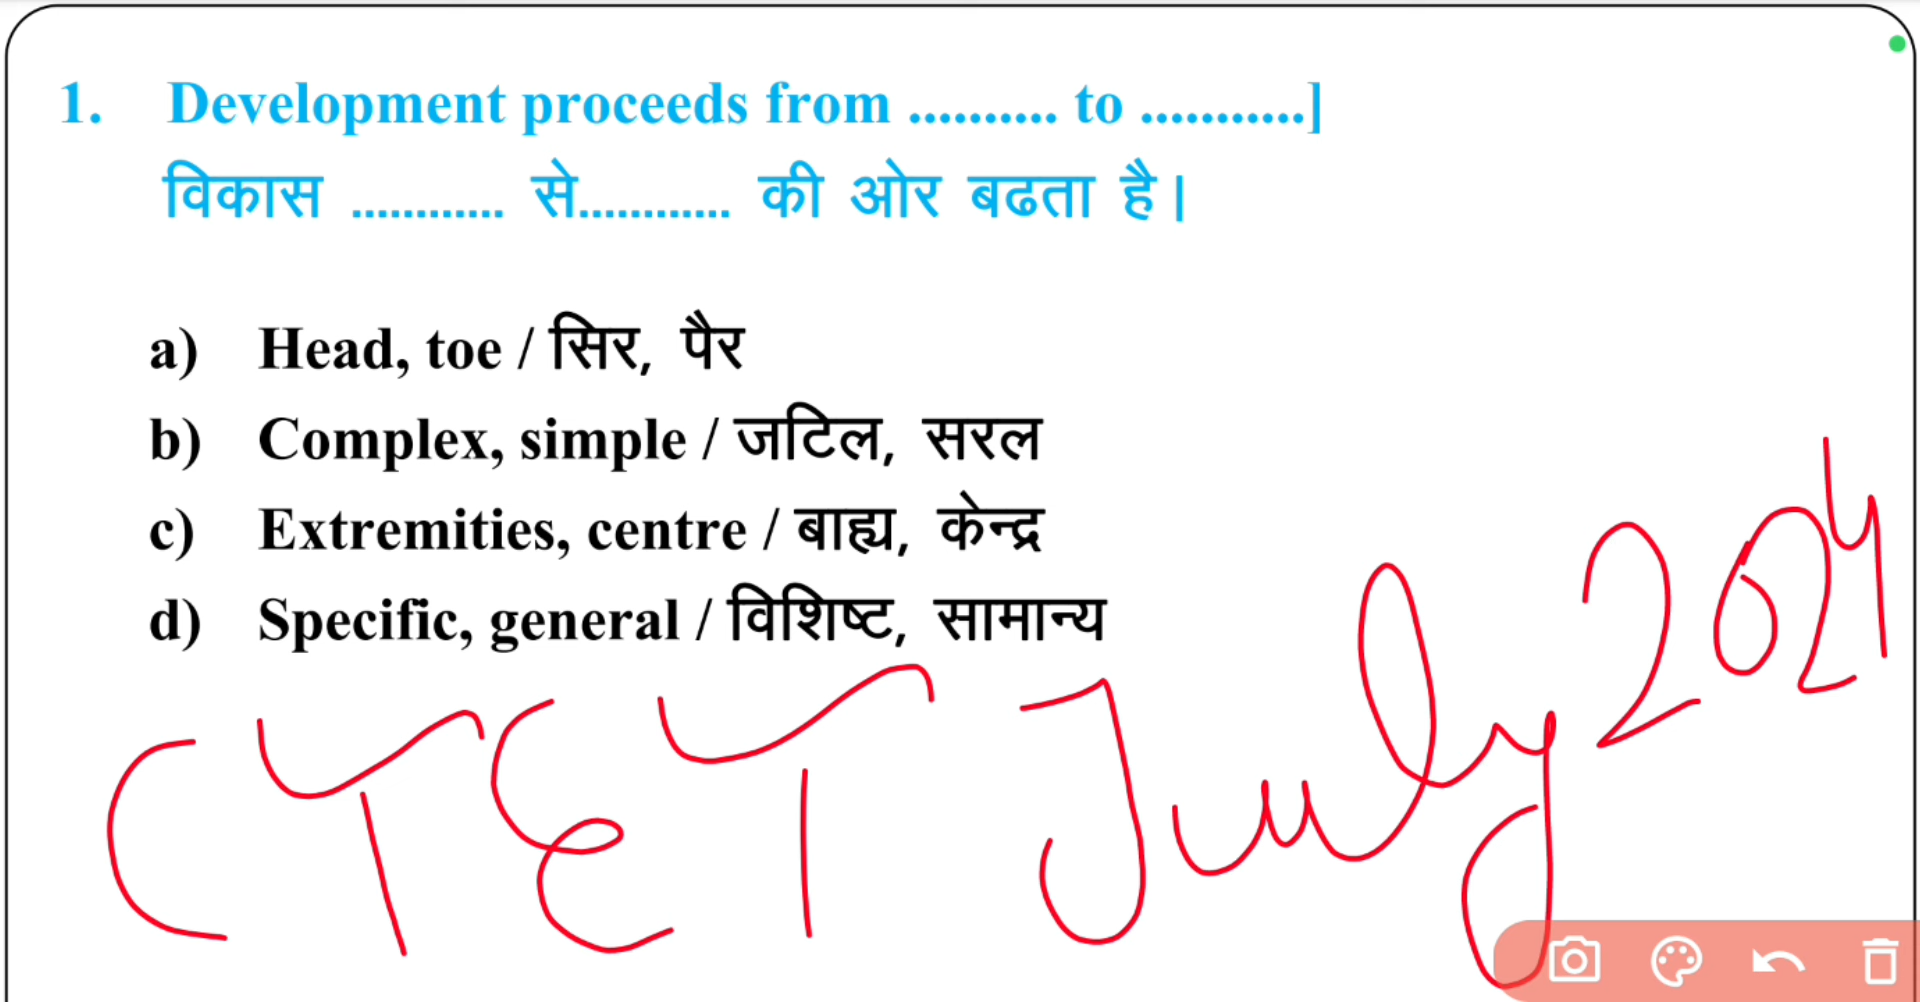 1. Development proceeds from .......... to ...........]
विकास ............ से............ की ओर बढता है।
a) Head, toe / सिर, पैर
b) Complex, simple / जटिल, सरल
c) Extremities, centre / बाह्य, केन्द्र
d) Specific, general / विशिष्ट, सामान्य
CTET July 2024